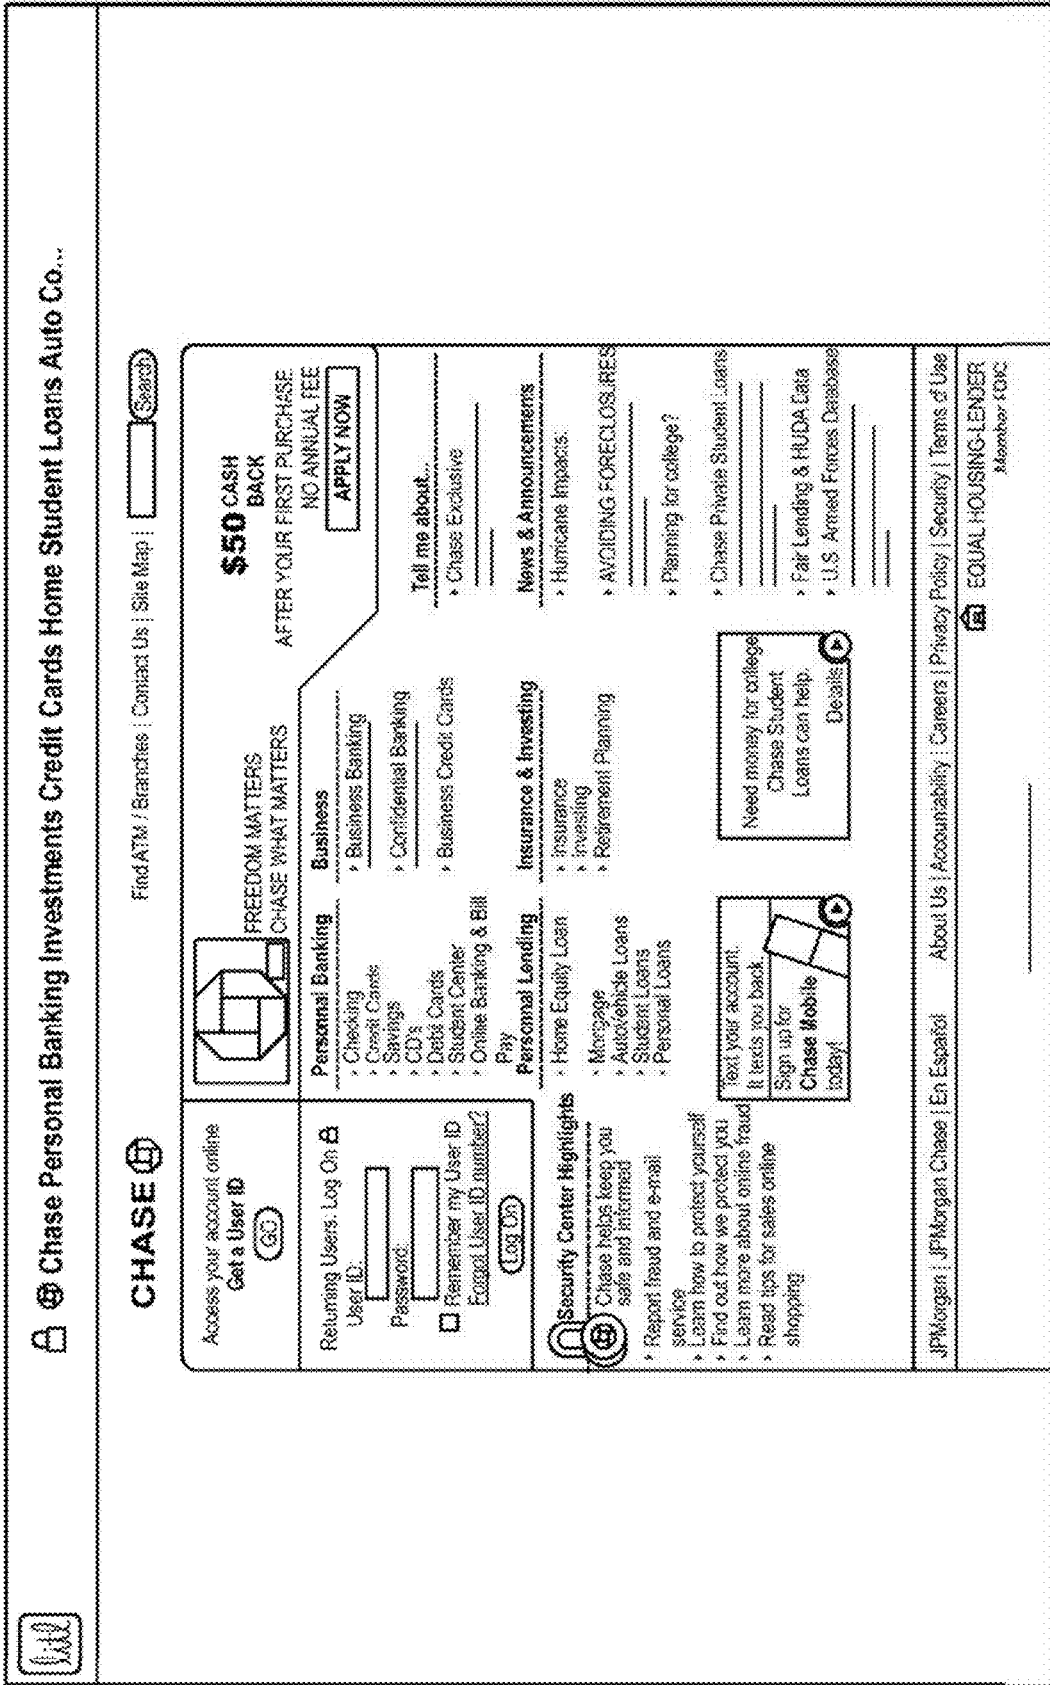 Chase Personal Banking Investments Credit Cards Home Student Loans Auto Co...
CHASE
Find ATM / Branches | Contact Us | Site Map |
Search
Access your account online
Get a User ID
GO
FREEDOM MATTERS
CHASE WHAT MATTERS
$50 CASH
BACK
AFTER YOUR FIRST PURCHASE
NO ANNUAL FEE
APPLY NOW
Returning Users: Log On
User ID:
Password:
Remember my User ID
Forgot User ID number?
Log On
Personnal Banking
Checking
Credit Cards
Savings
CD's
Debit Cards
Student Center
Online Banking & Bill
Pay
Business
Business Banking
Confidential Banking
Business Credit Cards
Tell me about...
Chase Exclusive
Security Center Highlights
Chase helps keep you
safe and informed
Report fraud and e-mail
service
Learn how to protect yourself
Find out how we protect you
Learn more about online fraud
Read tips for sales online
shopping
Personnal Lending
Home Equity Loan
Mortgage
Auto/Vehicle Loans
Student Loans
Personal Loans
Insurance & Investing
Insurance
Investing
Retirement Planning
News & Announcements
Hurricane Impacts:
AVOIDING FORECLOSURES
Planning for college?
Chase Private Student Loans
Fair Lending & HUDA Data
U.S. Armed Forces Database
Text your account.
It texts you back.
Sign up for
Chase Mobile
today!
Need money for college
Chase Student
Loans can help.
Deails
JPMorgan | JPMorgan Chase | En Español
About Us | Accountability | Careers | Privacy Policy | Security | Terms of Use
EQUAL HOUSING-LENDER
Member FDIC